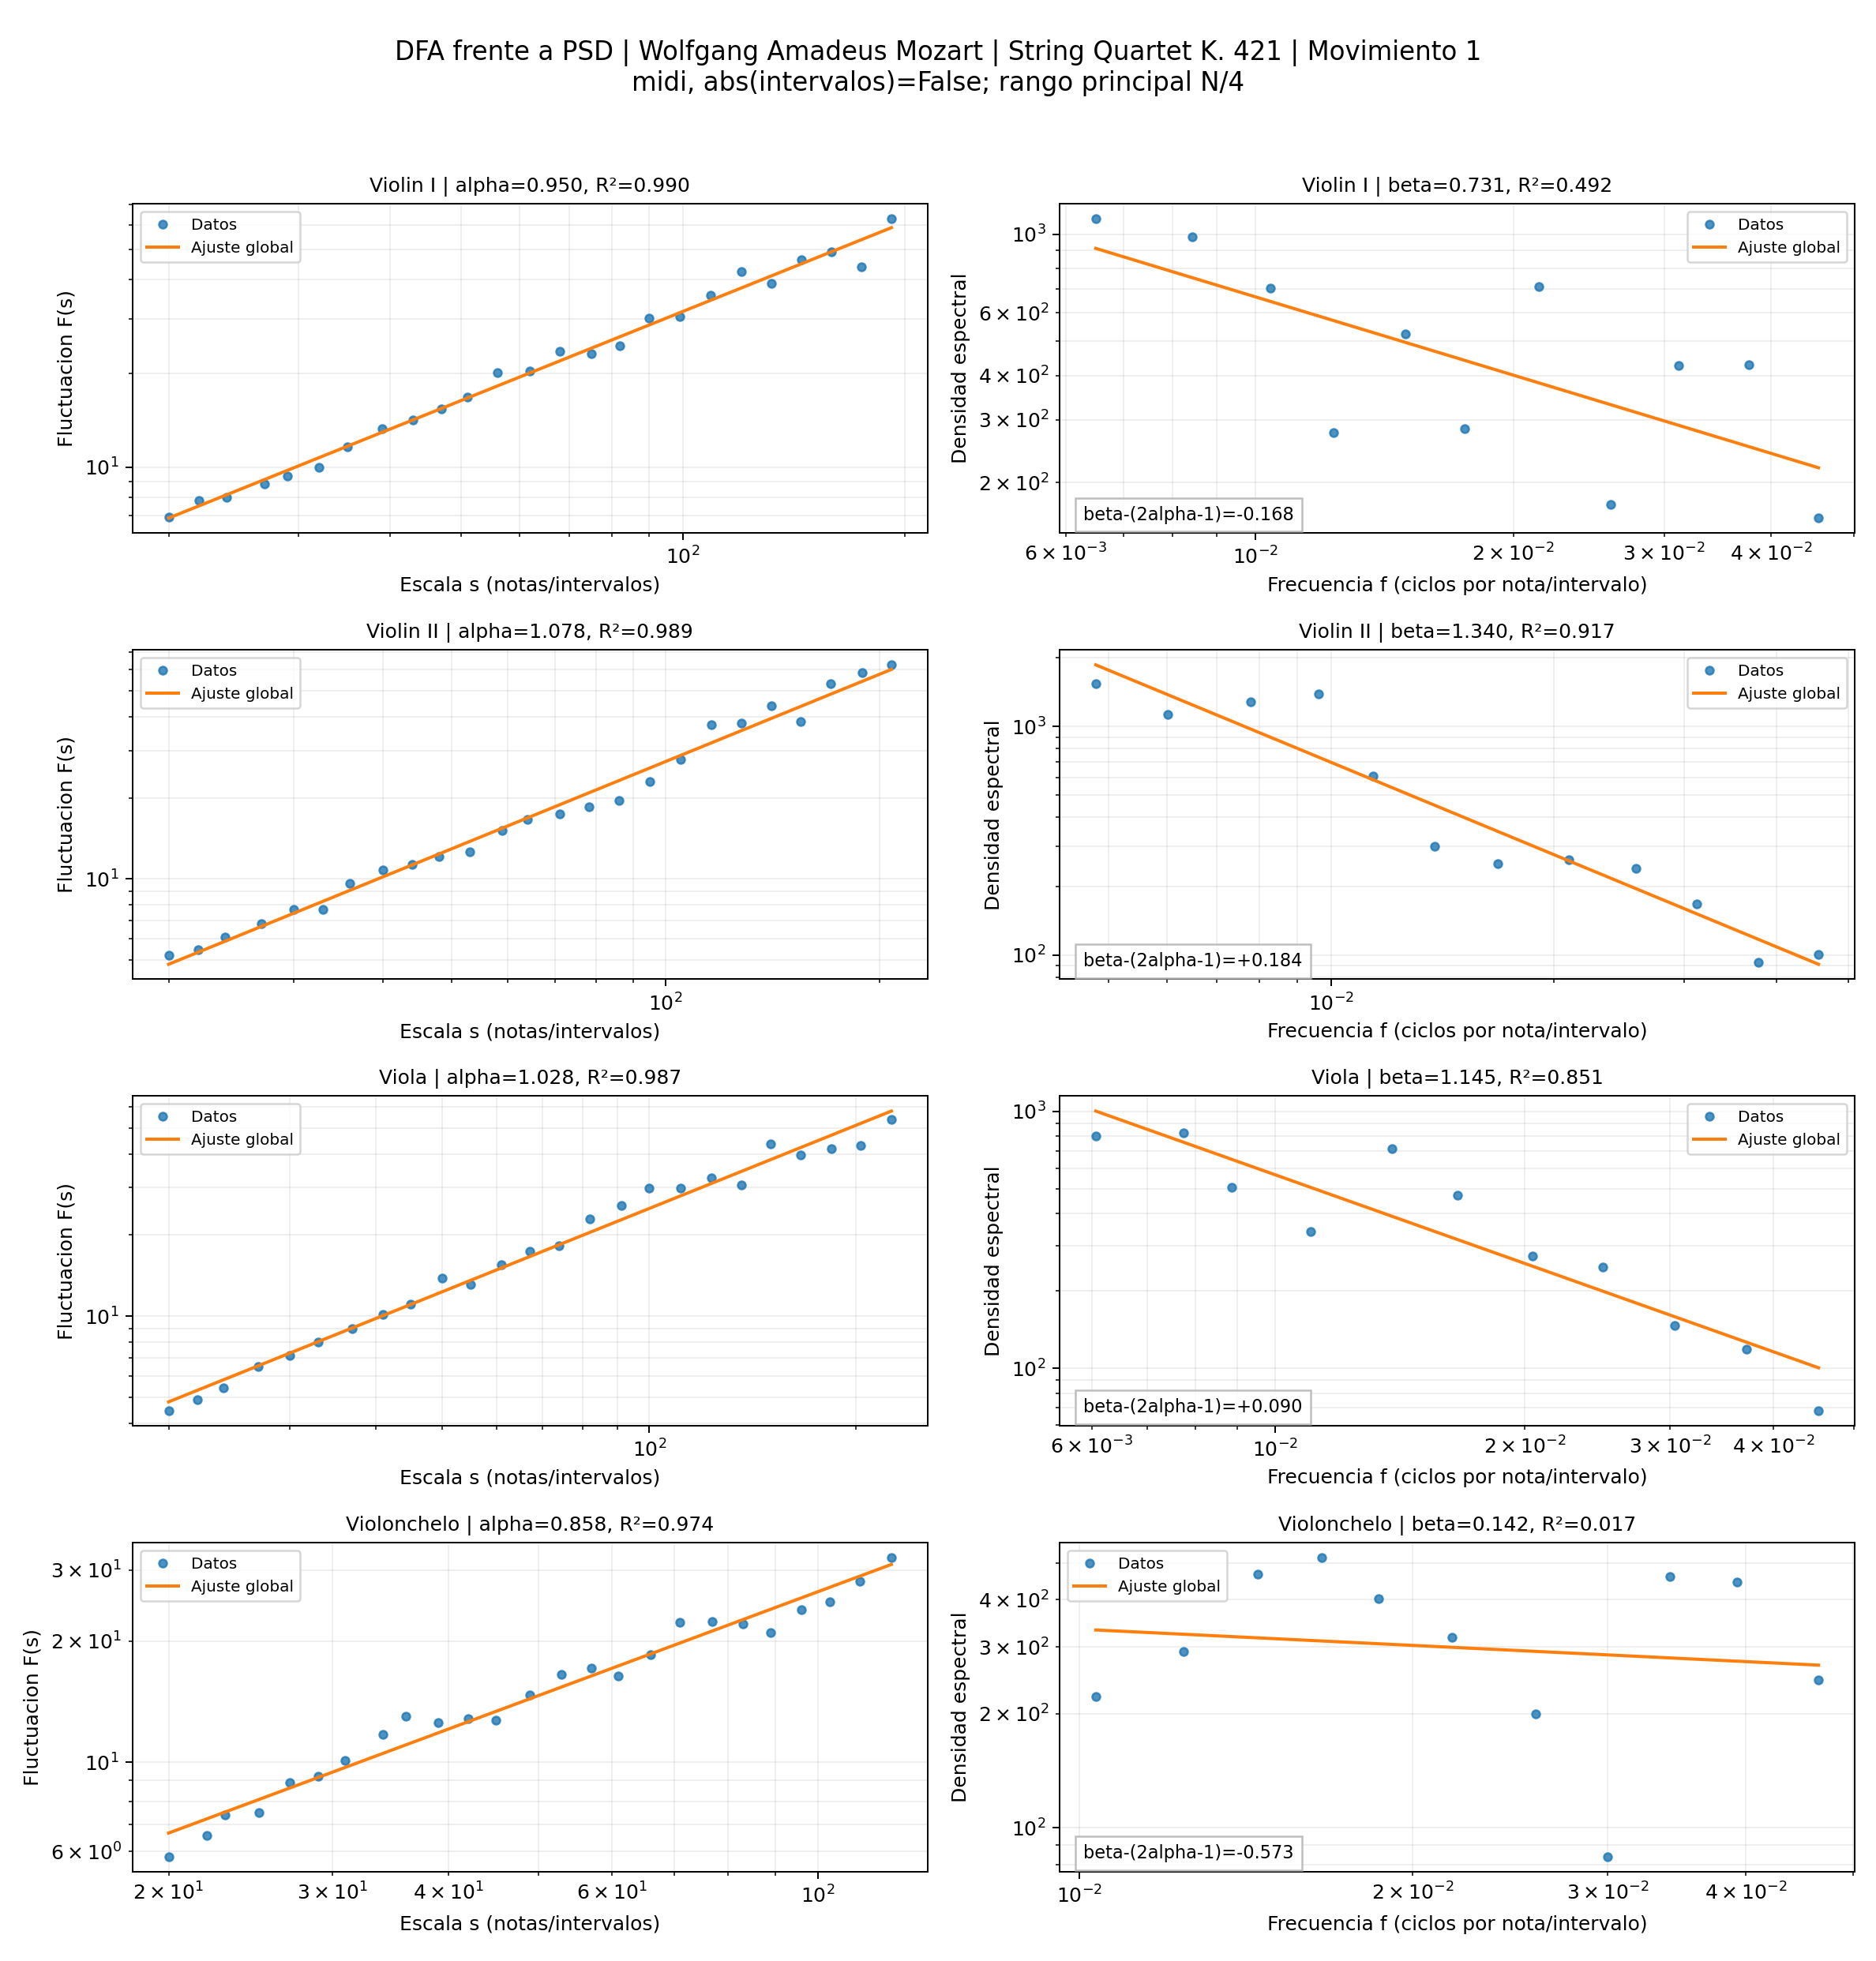 DFA frente a PSD | Wolfgang Amadeus Mozart | String Quartet K. 421 | Movimiento 1
midi, abs(intervalos)=False; rango principal N/4
Violin I | alpha=0.950, R²=0.990
Datos
Ajuste global
Fluctuacion F(s)
10¹
10²
Escala s (notas/intervalos)
Violin I | beta=0.731, R²=0.492
Datos
Ajuste global
Densidad espectral
10³
6 × 10²
4 × 10²
3 × 10²
2 × 10²
beta-(2alpha-1)=-0.168
6 × 10⁻³
10⁻²
2 × 10⁻²
3 × 10⁻²
4 × 10⁻²
Frecuencia f (ciclos por nota/intervalo)
Violin II | alpha=1.078, R²=0.989
Datos
Ajuste global
Fluctuacion F(s)
10¹
10²
Escala s (notas/intervalos)
Violin II | beta=1.340, R²=0.917
Datos
Ajuste global
Densidad espectral
10³
10²
beta-(2alpha-1)=+0.184
10⁻²
Frecuencia f (ciclos por nota/intervalo)
Viola | alpha=1.028, R²=0.987
Datos
Ajuste global
Fluctuacion F(s)
10¹
10²
Escala s (notas/intervalos)
Viola | beta=1.145, R²=0.851
Datos
Ajuste global
Densidad espectral
10³
10²
beta-(2alpha-1)=+0.090
6 × 10⁻³
10⁻²
2 × 10⁻²
3 × 10⁻²
4 × 10⁻²
Frecuencia f (ciclos por nota/intervalo)
Violonchelo | alpha=0.858, R²=0.974
Datos
Ajuste global
Fluctuacion F(s)
3 × 10¹
2 × 10¹
10¹
6 × 10⁰
2 × 10¹
3 × 10¹
4 × 10¹
6 × 10¹
10²
Escala s (notas/intervalos)
Violonchelo | beta=0.142, R²=0.017
Datos
Ajuste global
Densidad espectral
4 × 10²
3 × 10²
2 × 10²
10²
beta-(2alpha-1)=-0.573
10⁻²
2 × 10⁻²
3 × 10⁻²
4 × 10⁻²
Frecuencia f (ciclos por nota/intervalo)